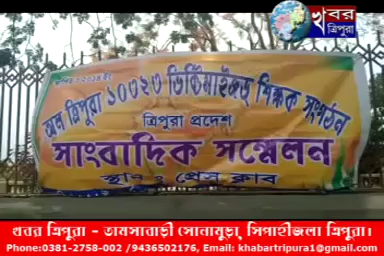 খবর
ত্রিপুরা
অল ত্রিপুরা ১০৩২৩ ভিক্টিমাইজড্ শিক্ষক সংগঠন
ত্রিপুরা প্রদেশ
সাংবাদিক সম্মেলন
প্রেস ক্লাব
খবর ত্রিপুরা - তামসাবাড়ী সোনামুড়া, সিপাহীজলা ত্রিপুরা।
Phone:0381-2758-002 /9436502176, Email: khabartripura1@gmail.com